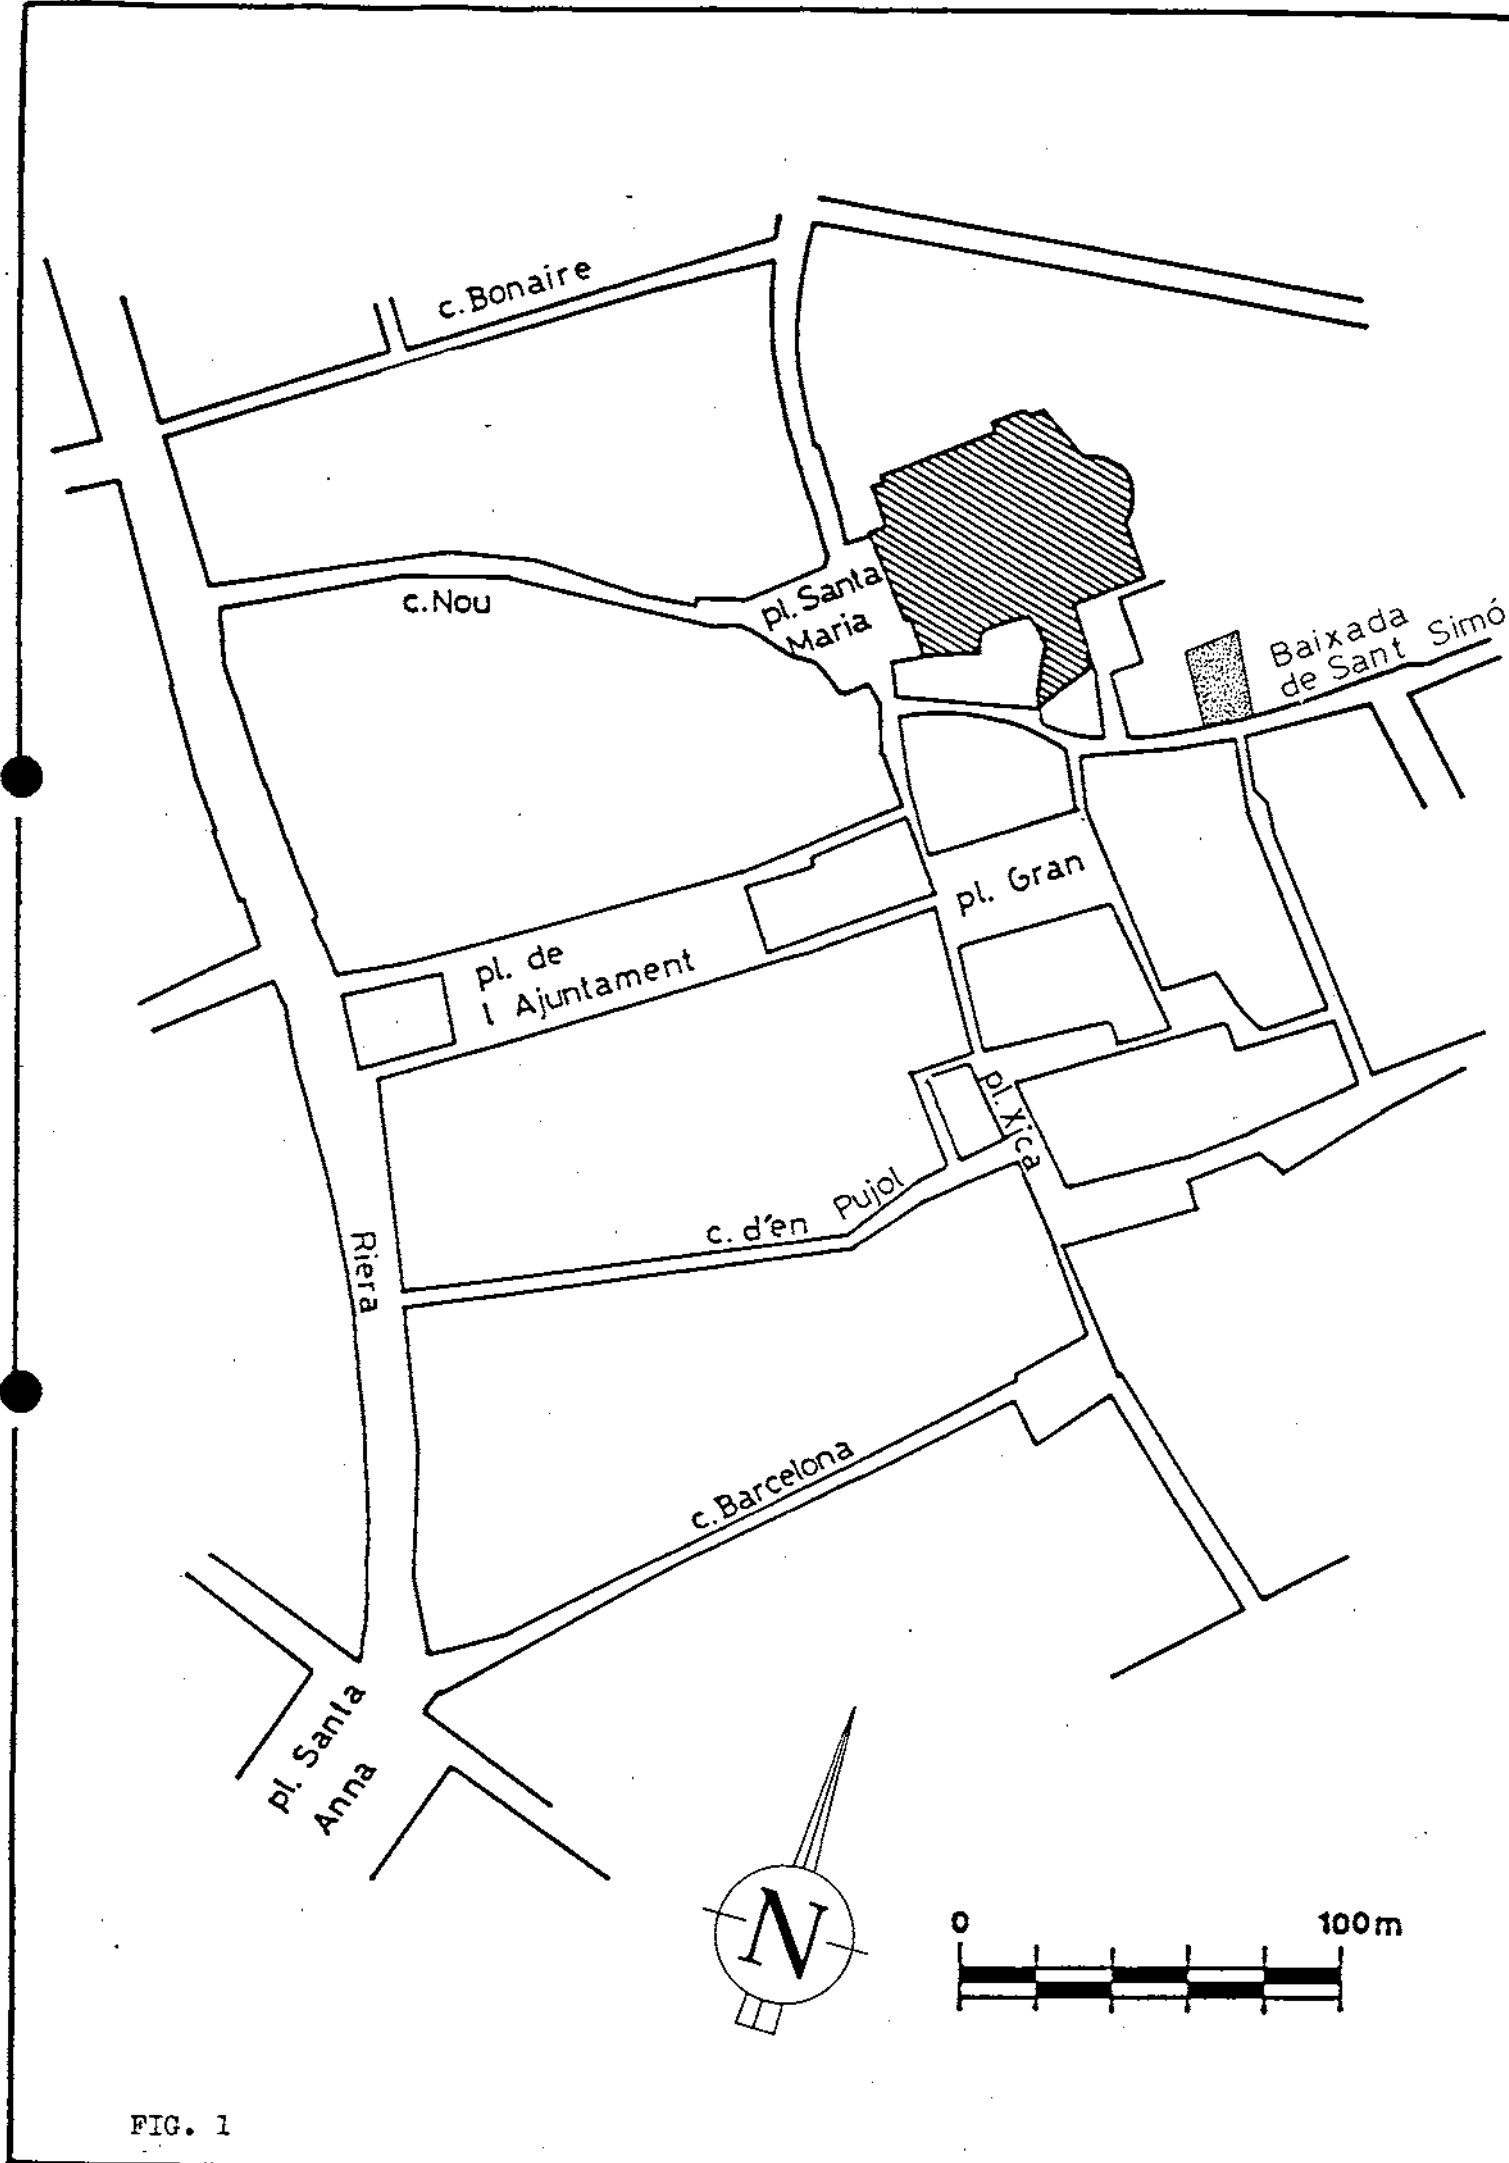 c. Bonaire
c. Nou
pl. Santa
Maria
Baixada
de Sant Simó
pl. Gran
pl. de
l Ajuntament
pl. Xica
c. d'en Pujol
Riera
c. Barcelona
pl. Santa
Anna
N
0 100m
FIG. 1